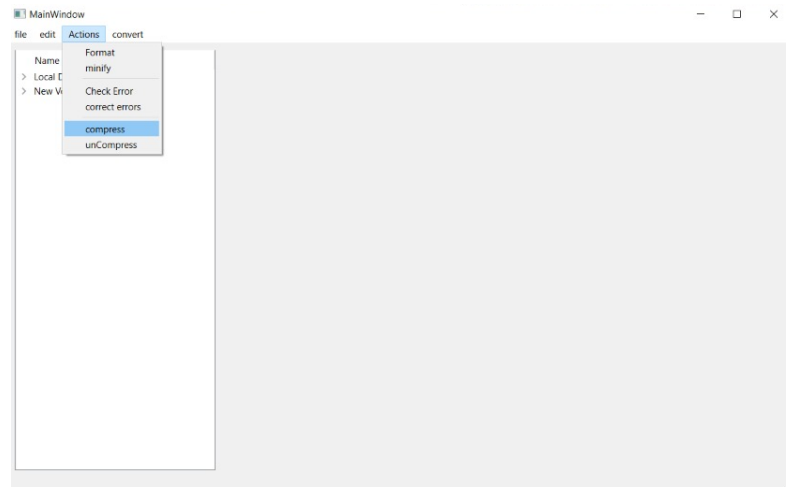 MainWindow
file edit Actions convert
Name
Local
New
Format
minify
Check Error
correct errors
compress
unCompress